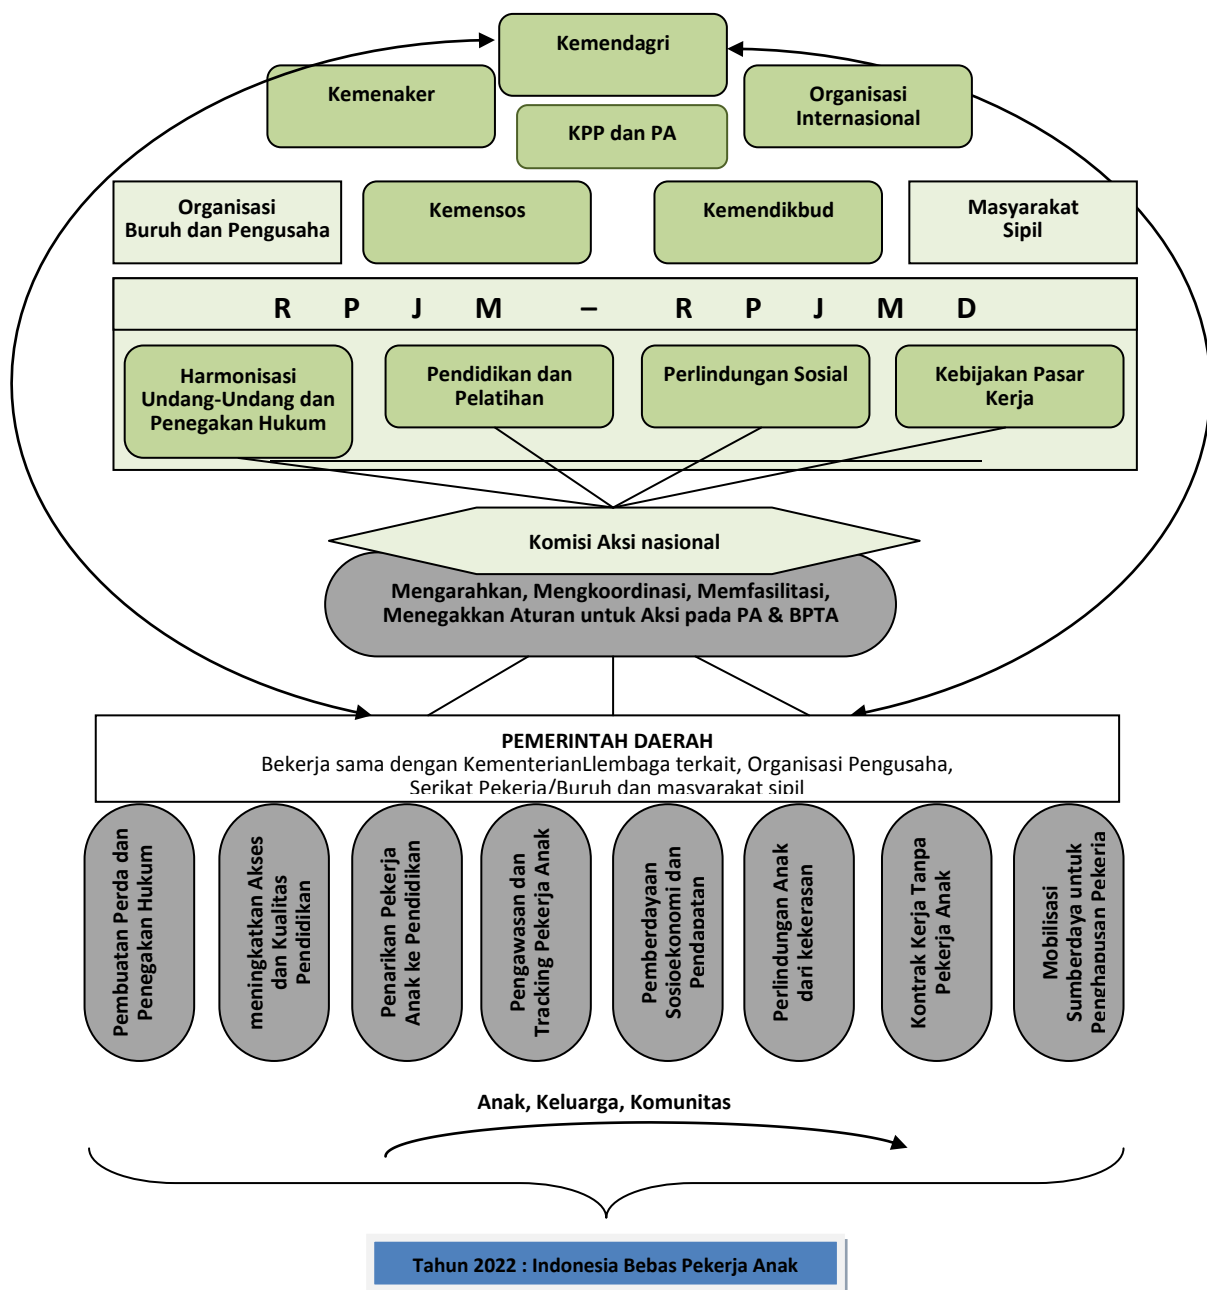 Kemendagri
Kemenaker
Organisasi
Internasional
KPP dan PA
Organisasi
Buruh dan Pengusaha
Kemensos
Kemendikbud
Masyarakat
Sipil
R P J M – R P J M D
Harmonisasi
Undang-Undang dan
Penegakan Hukum
Pendidikan dan
Pelatihan
Perlindungan Sosial
Kebijakan Pasar
Kerja
Komisi Aksi nasional
Mengarahkan, Mengkoordinasi, Memfasilitasi,
Menegakkan Aturan untuk Aksi pada PA & BPTA
PEMERINTAH DAERAH
Bekerja sama dengan KementerianLlembaga terkait, Organisasi Pengusaha,
Serikat Pekerja/Buruh dan masyarakat sipil
Pembuatan Perda dan
Penegakan Hukum
meningkatkan Akses
dan Kualitas
Pendidikan
Penarikan Pekerja
Anak ke Pendidikan
Pengawasan dan
Tracking Pekerja Anak
Pemberdayaan
Sosioekonomi dan
Pendapatan
Perlindungan Anak
dari kekerasan
Kontrak Kerja Tanpa
Pekerja Anak
Mobilisasi
Sumberdaya untuk
Penghapusan Pekerja
Anak, Keluarga, Komunitas
Tahun 2022 : Indonesia Bebas Pekerja Anak